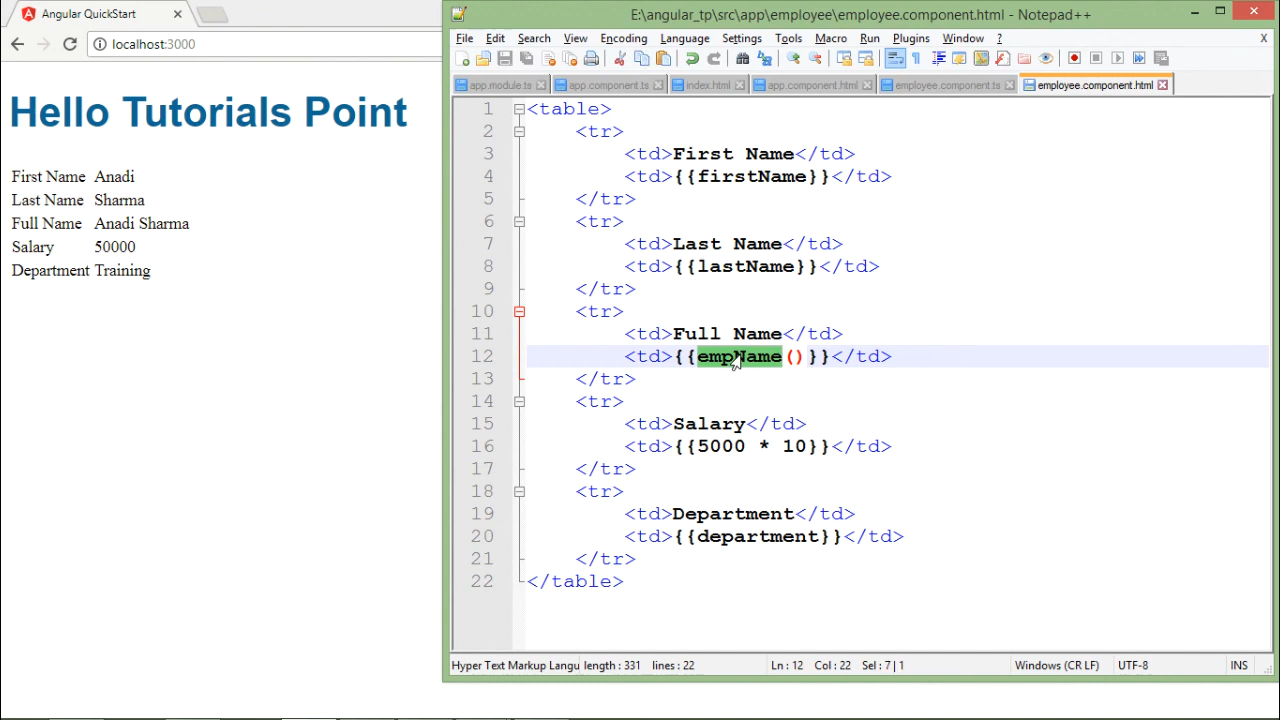 Angular QuickStart
localhost:3000
Hello Tutorials Point
First Name Anadi
Last Name Sharma
Full Name Anadi Sharma
Salary 50000
Department Training
E:\angular_tp\src\app\employee\employee.component.html - Notepad++
File Edit Search View Encoding Language Settings Tools Macro Run Plugins Window ? X
app.module.ts app.component.ts index.html app.component.html employee.component.ts employee.component.html
1 <table>
2 <tr>
3 <td>First Name</td>
4 <td>{{firstName}}</td>
5 </tr>
6 <tr>
7 <td>Last Name</td>
8 <td>{{lastName}}</td>
9 </tr>
10 <tr>
11 <td>Full Name</td>
12 <td>{{empName()}}</td>
13 </tr>
14 <tr>
15 <td>Salary</td>
16 <td>{{5000 * 10}}</td>
17 </tr>
18 <tr>
19 <td>Department</td>
20 <td>{{department}}</td>
21 </tr>
22 </table>
Hyper Text Markup Langu length : 331 lines : 22 Ln : 12 Col : 22 Sel : 7 | 1 Windows (CR LF) UTF-8 INS